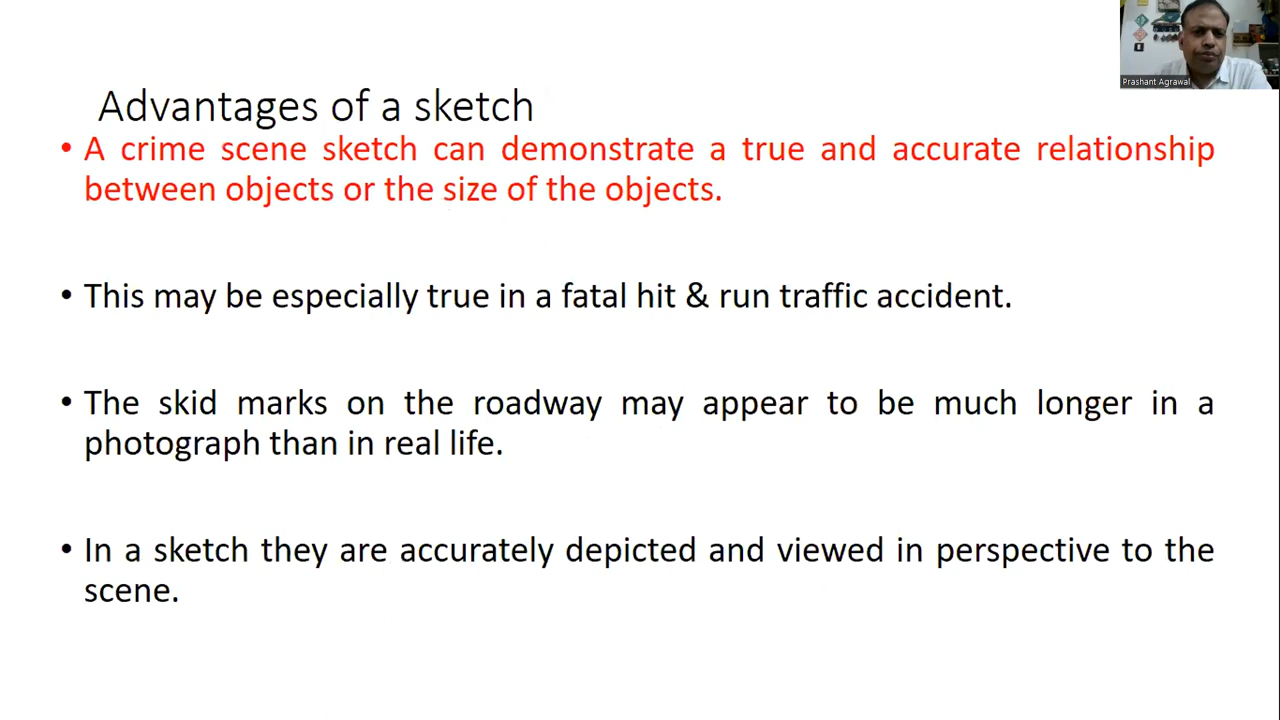 Prashant Agrawal
Advantages of a sketch
• A crime scene sketch can demonstrate a true and accurate relationship
between objects or the size of the objects.
• This may be especially true in a fatal hit & run traffic accident.
• The skid marks on the roadway may appear to be much longer in a
photograph than in real life.
• In a sketch they are accurately depicted and viewed in perspective to the
scene.